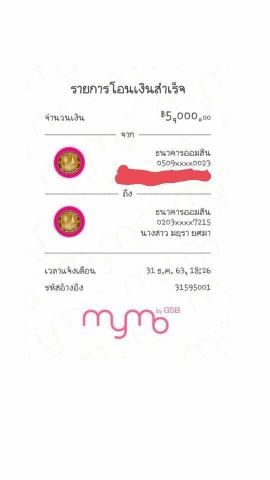 รายการโอนเงินสำเร็จ
จำนวนเงิน ฿5,000.00
จาก
ธนาคารออมสิน
0509xxxx0023
ถึง
ธนาคารออมสิน
0203xxxx7215
นางสาว มยุรา ยศมา
เวลาแจ้งเตือน 31 ธ.ค. 63, 18:26
รหัสอ้างอิง 31595001
mymo by GSB